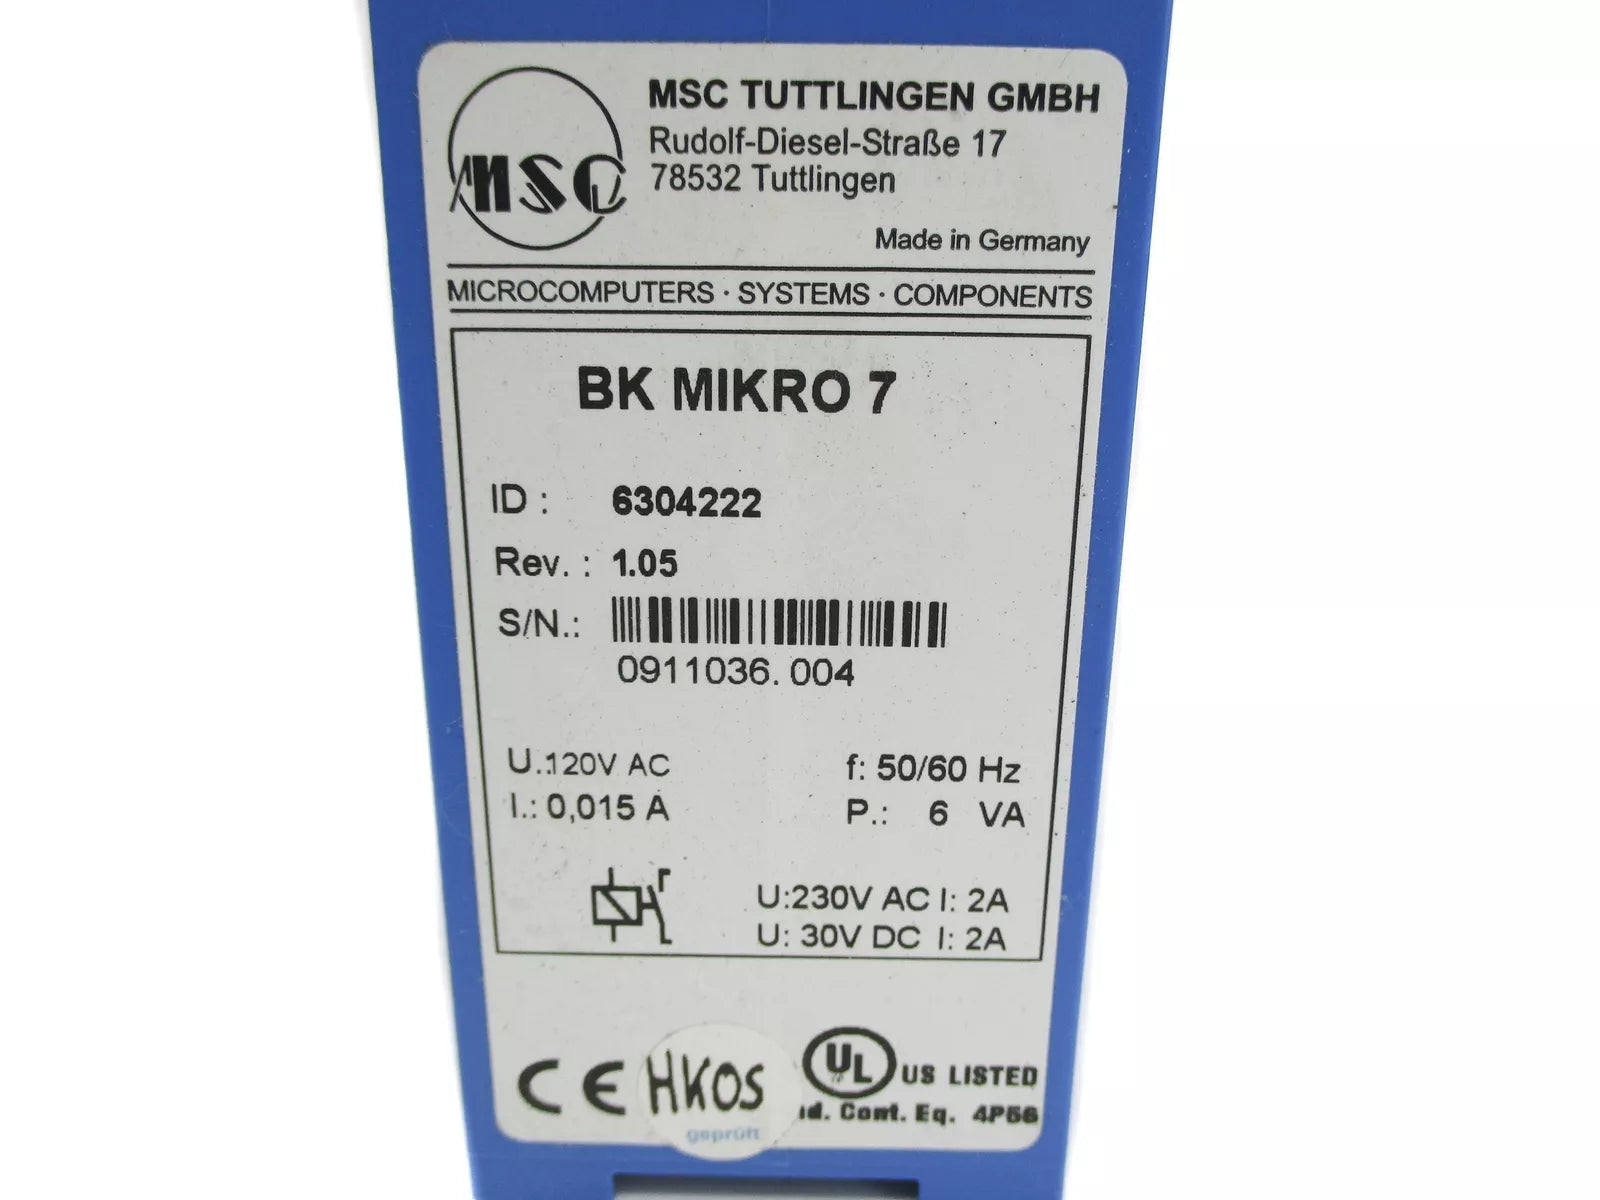 MSC
MSC TUTTLINGEN GMBH
Rudolf-Diesel-Straße 17
78532 Tuttlingen
Made in Germany
MICROCOMPUTERS · SYSTEMS · COMPONENTS
BK MIKRO 7
ID : 6304222
Rev. : 1.05
S/N.:
0911036.004
U.:120V AC f: 50/60 Hz
I.: 0,015 A P.: 6 VA
U:230V AC I: 2A
U: 30V DC I: 2A
CE HKOS UL US LISTED
Cont. Eq. 4P56
geprüft